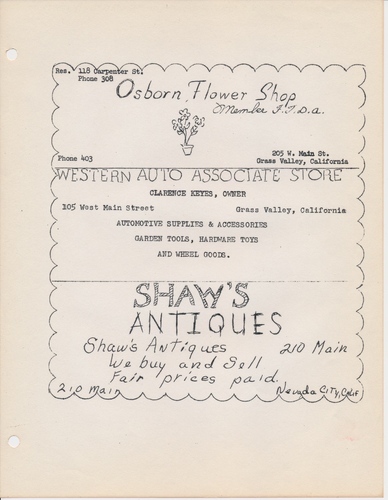 Res. 118 Carpenter St.
Phone 308
Osborn Flower Shop
Member F.T.D.a.
Phone 403
205 W. Main St.
Grass Valley, California
WESTERN AUTO ASSOCIATE STORE
CLARENCE KEYES, OWNER
105 West Main Street Grass Valley, California
AUTOMOTIVE SUPPLIES & ACCESSORIES
GARDEN TOOLS, HARDWARE TOYS
AND WHEEL GOODS.
SHAW'S
ANTIQUES
Shaw's Antiques 210 Main
We buy and Sell
Fair prices paid.
210 Main Nevada City, Calif